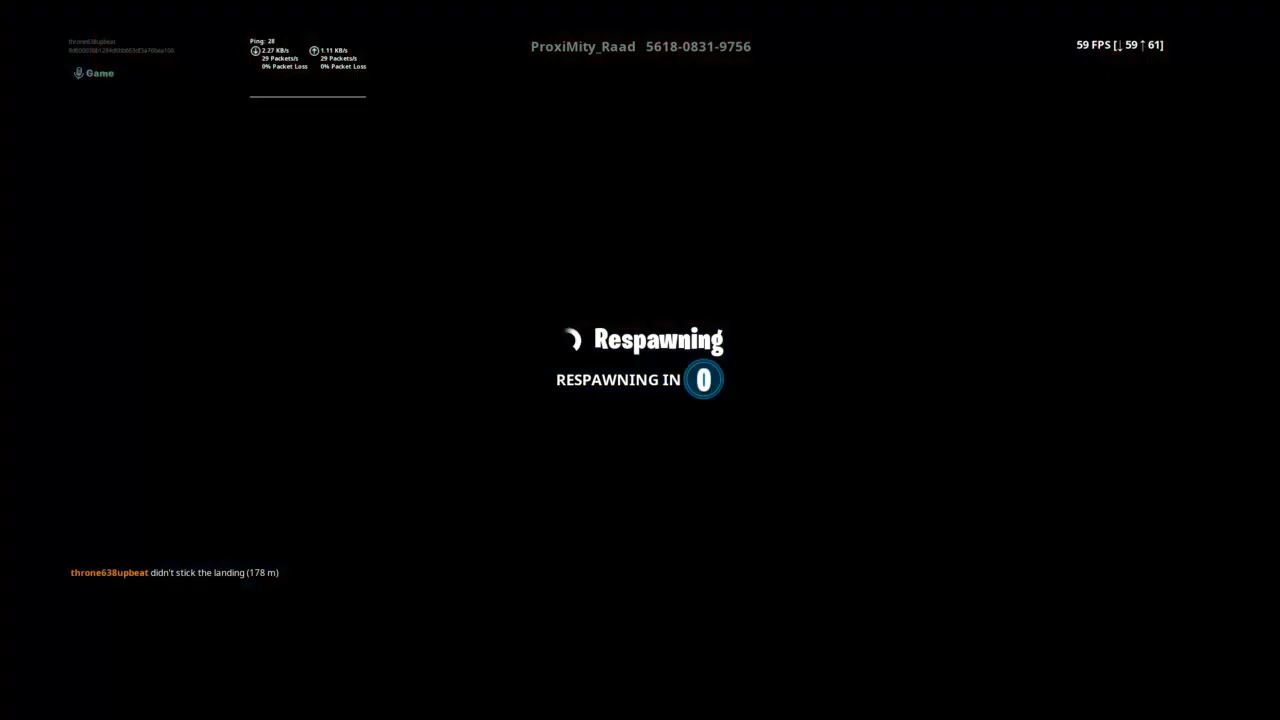 throne638upbeat
Game
Ping: 28
2.27 KB/s 1.11 KB/s
29 Packets/s 29 Packets/s
0% Packet Loss 0% Packet Loss
ProxiMity_Raad 5618-0831-9756
59 FPS [↓ 59 ↑ 61]
Respawning
RESPAWNING IN 0
throne638upbeat didn't stick the landing (178 m)